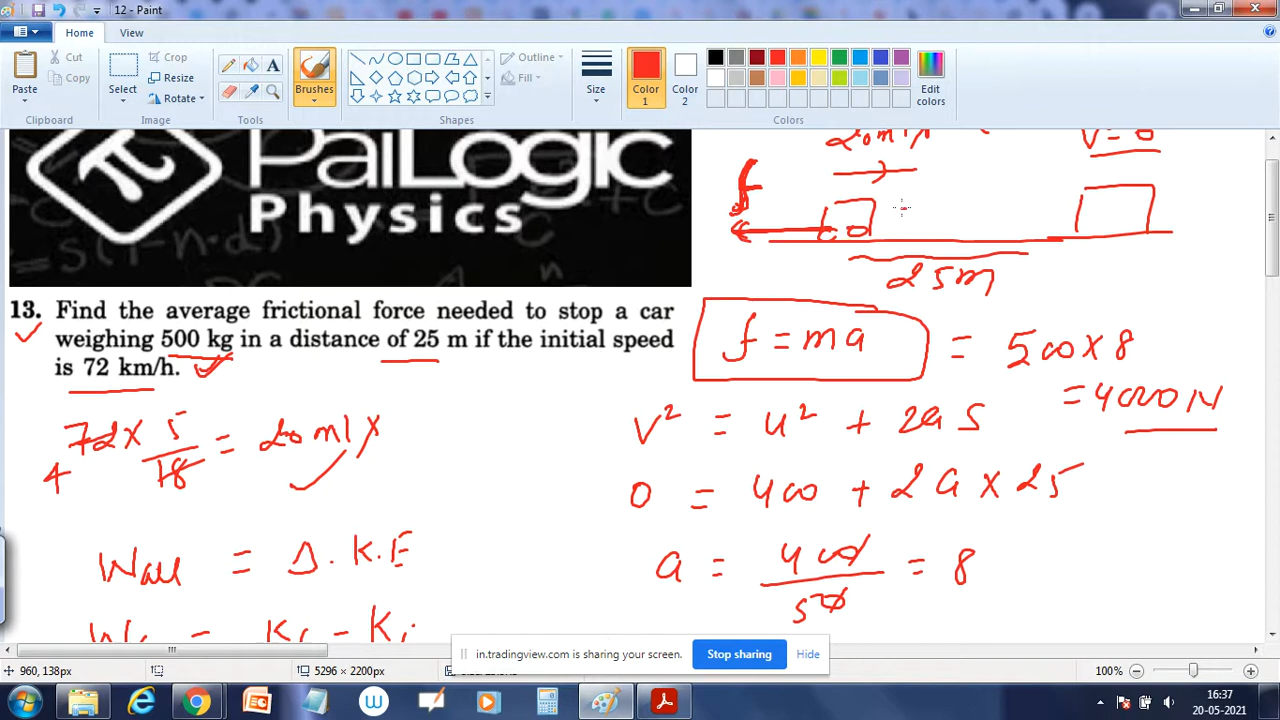 12 - Paint
Home View
Paste
Cut
Copy
Clipboard
Select
Crop
Resize
Rotate
Image
Tools
Brushes
Shapes
Outline
Fill
Size
Color 1
Color 2
Edit colors
Colors
π PaiLogic
Physics
20 m/s
V = 0
f
25m
13. Find the average frictional force needed to stop a car
weighing 500 kg in a distance of 25 m if the initial speed
is 72 km/h.
f = ma = 500 x 8
= 4000 N
72 x 5/18 = 20 m/s
4
V² = u² + 2as
0 = 400 + 2a x 25
a = 400/50 = 8
Wall = Δ.K.E
= Kf - Ki
in.tradingview.com is sharing your screen. Stop sharing Hide
960, 138px
5296 × 2200px
100%
16:37
20-05-2021